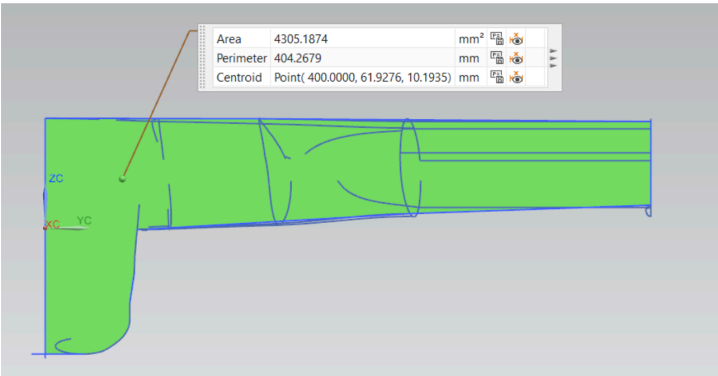 Area 4305.1874 mm²
Perimeter 404.2679 mm
Centroid Point( 400.0000, 61.9276, 10.1935) mm
ZC
YC
XC